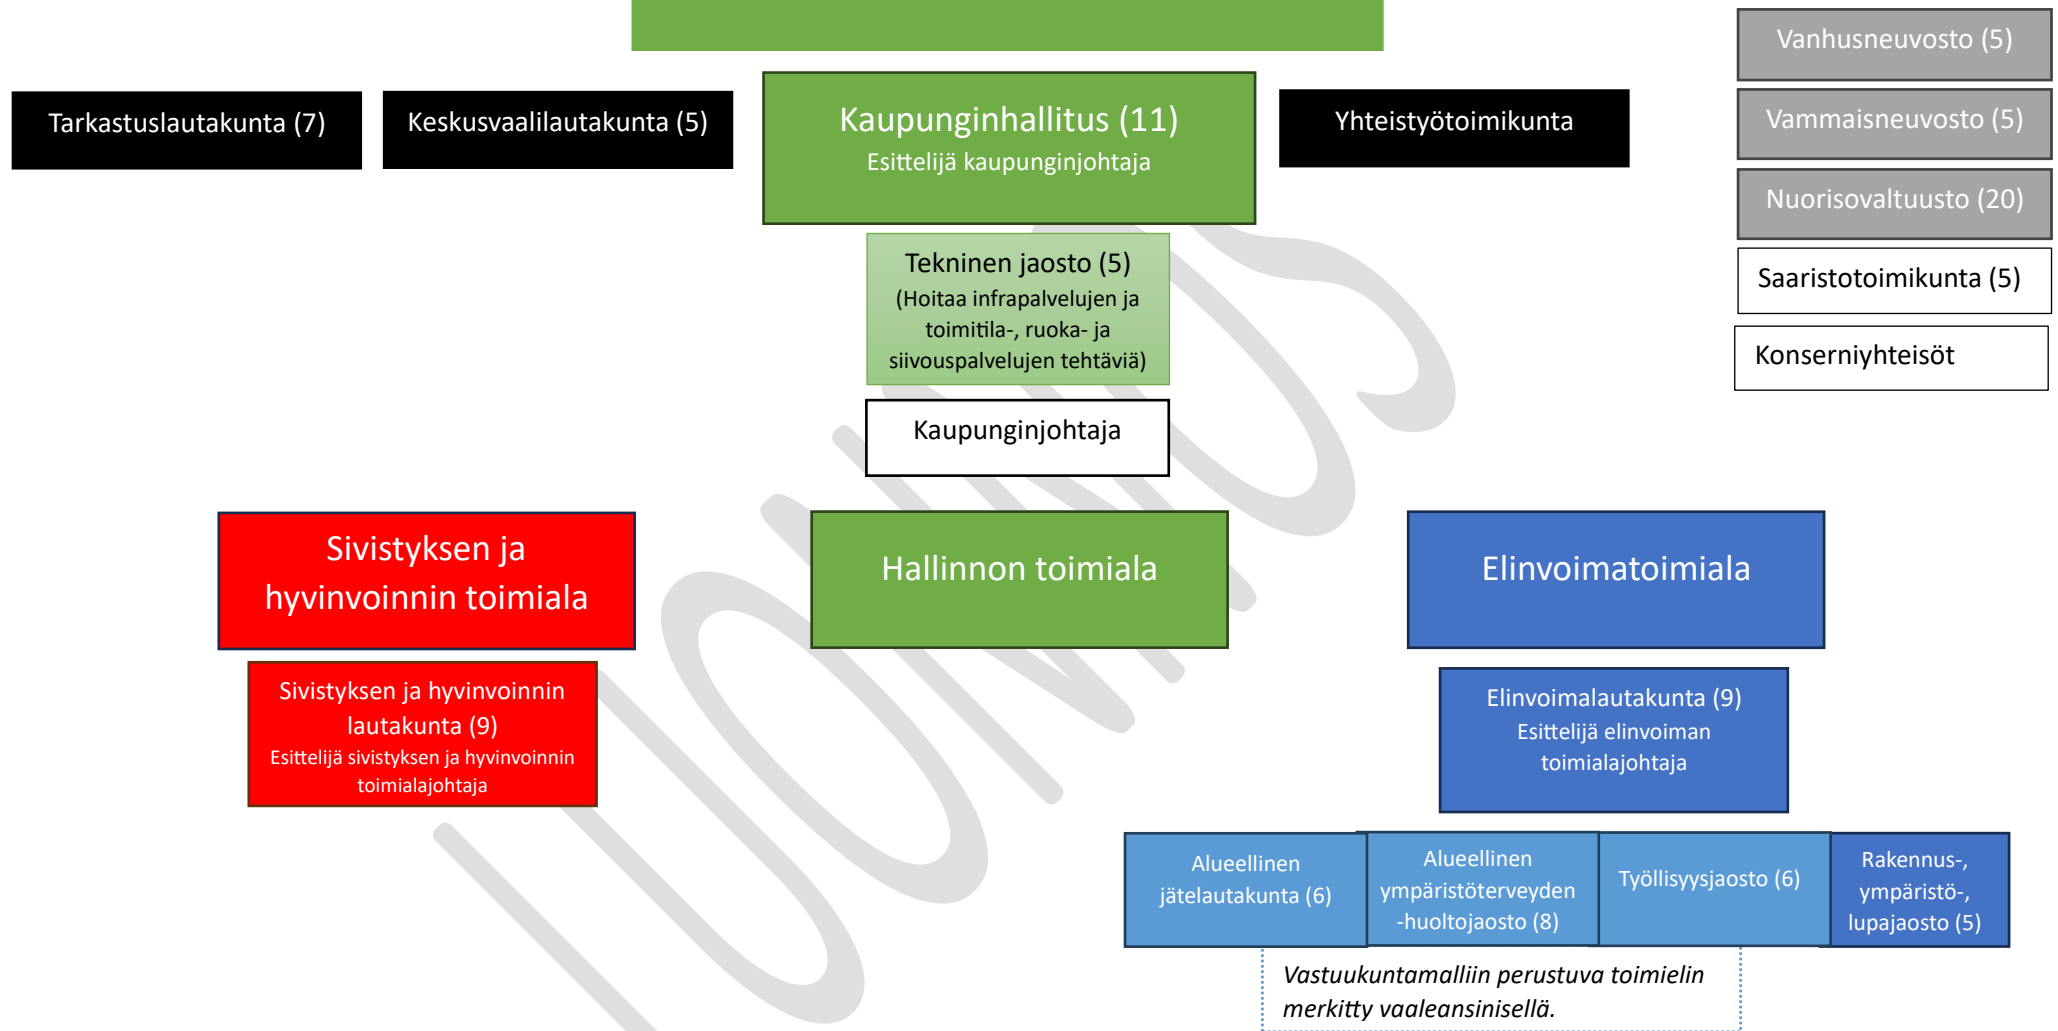 Tarkastuslautakunta (7)
Keskusvaalilautakunta (5)
Kaupunginhallitus (11)
Esittelijä kaupunginjohtaja
Yhteistyötoimikunta
Vanhusneuvosto (5)
Vammaisneuvosto (5)
Nuorisovaltuusto (20)
Saaristotoimikunta (5)
Konserniyhteisöt
Tekninen jaosto (5)
(Hoitaa infrapalvelujen ja
toimitila-, ruoka- ja
siivouspalvelujen tehtäviä)
Kaupunginjohtaja
Sivistyksen ja
hyvinvoinnin toimiala
Hallinnon toimiala
Elinvoimatoimiala
Sivistyksen ja hyvinvoinnin
lautakunta (9)
Esittelijä sivistyksen ja hyvinvoinnin
toimialajohtaja
Elinvoimalautakunta (9)
Esittelijä elinvoiman
toimialajohtaja
Alueellinen
jätelautakunta (6)
Alueellinen
ympäristöterveyden
-huoltojaosto (8)
Työllisyysjaosto (6)
Rakennus-,
ympäristö-,
lupajaosto (5)
Vastuukuntamalliin perustuva toimielin
merkitty vaaleansinisellä.